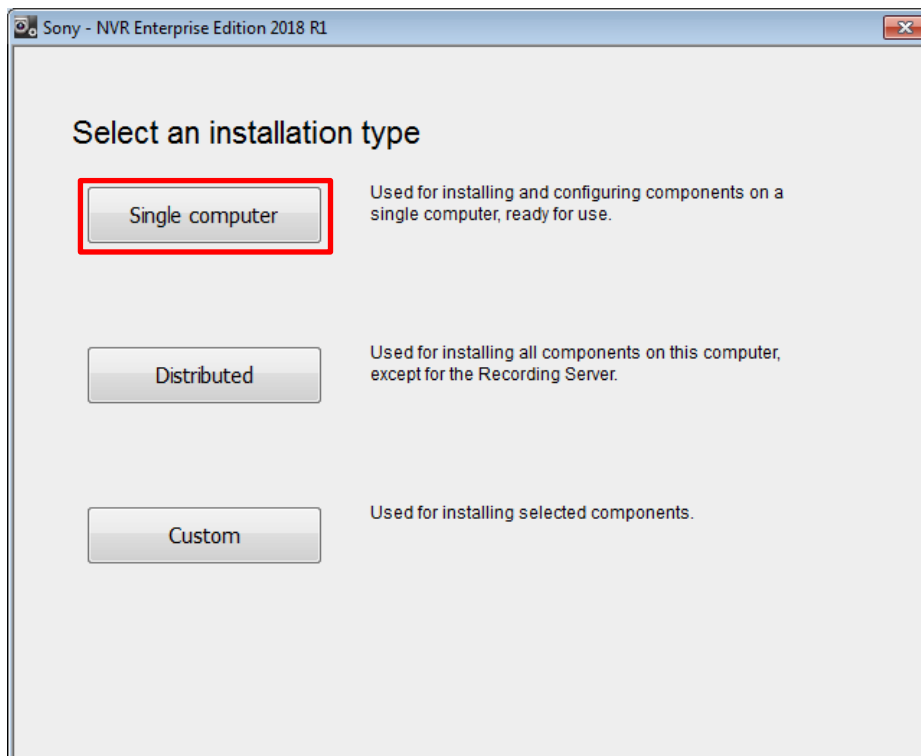 Sony - NVR Enterprise Edition 2018 R1
Select an installation type
Single computer
Used for installing and configuring components on a
single computer, ready for use.
Distributed
Used for installing all components on this computer,
except for the Recording Server.
Custom
Used for installing selected components.